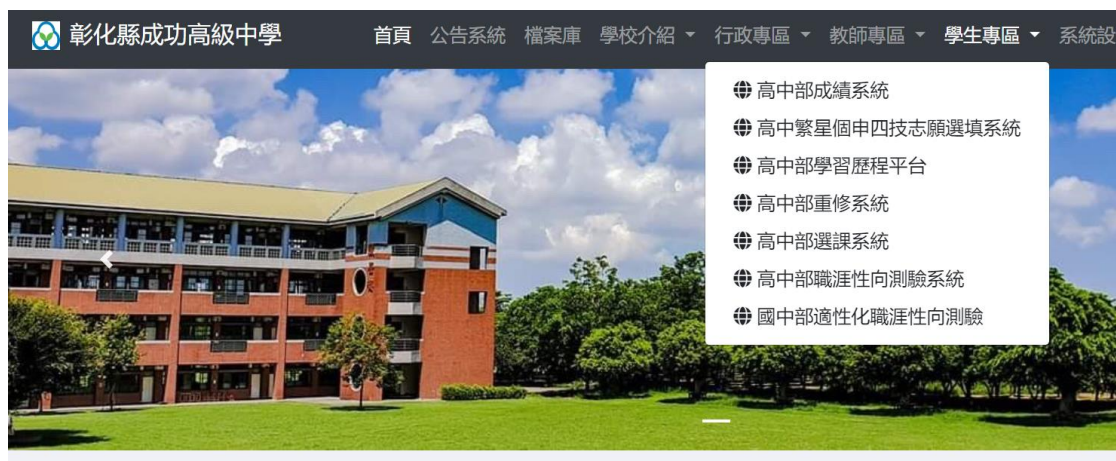 彰化縣成功高級中學 首頁 公告系統 檔案庫 學校介紹 行政專區 教師專區 學生專區 系統設
高中部成績系統
高中繁星個申四技志願選填系統
高中部學習歷程平台
高中部重修系統
高中部選課系統
高中部職涯性向測驗系統
國中部適性化職涯性向測驗